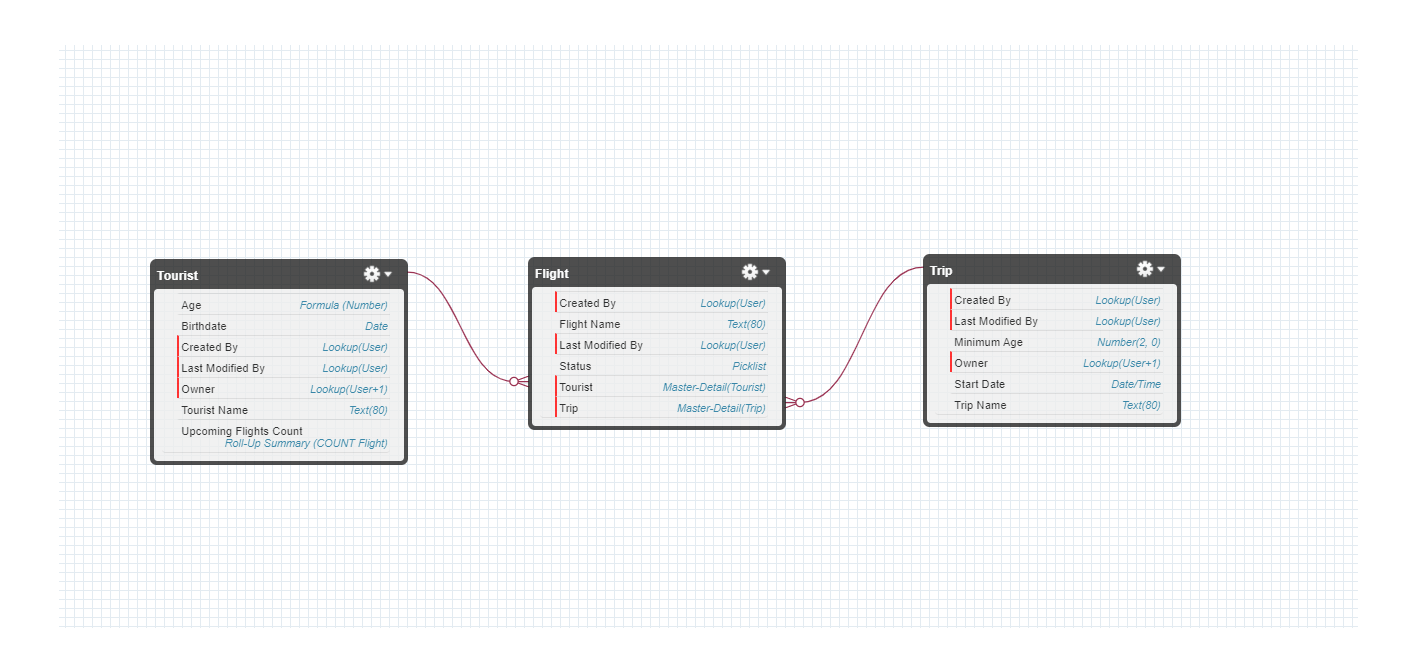 Tourist
Age Formula (Number)
Birthdate Date
Created By Lookup(User)
Last Modified By Lookup(User)
Owner Lookup(User+1)
Tourist Name Text(80)
Upcoming Flights Count
Roll-Up Summary (COUNT Flight)
Flight
Created By Lookup(User)
Flight Name Text(80)
Last Modified By Lookup(User)
Status Picklist
Tourist Master-Detail(Tourist)
Trip Master-Detail(Trip)
Trip
Created By Lookup(User)
Last Modified By Lookup(User)
Minimum Age Number(2, 0)
Owner Lookup(User+1)
Start Date Date/Time
Trip Name Text(80)